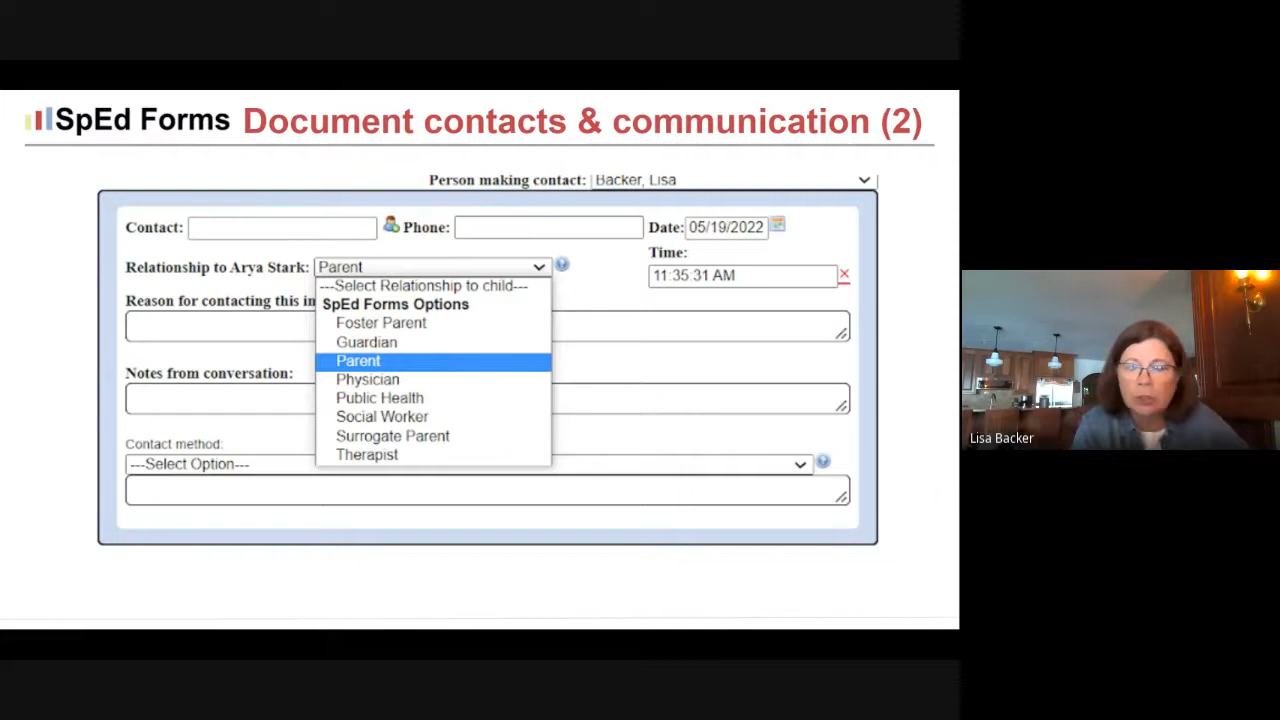 SpEd Forms Document contacts & communication (2)
Person making contact: Backer, Lisa
Contact: Phone: Date: 05/19/2022
Time:
Relationship to Arya Stark: Parent
11:35:31 AM
---Select Relationship to child---
SpEd Forms Options
Reason for contacting this in
Foster Parent
Guardian
Parent
Notes from conversation:
Physician
Public Health
Social Worker
Surrogate Parent
Therapist
Contact method:
---Select Option---
Lisa Backer